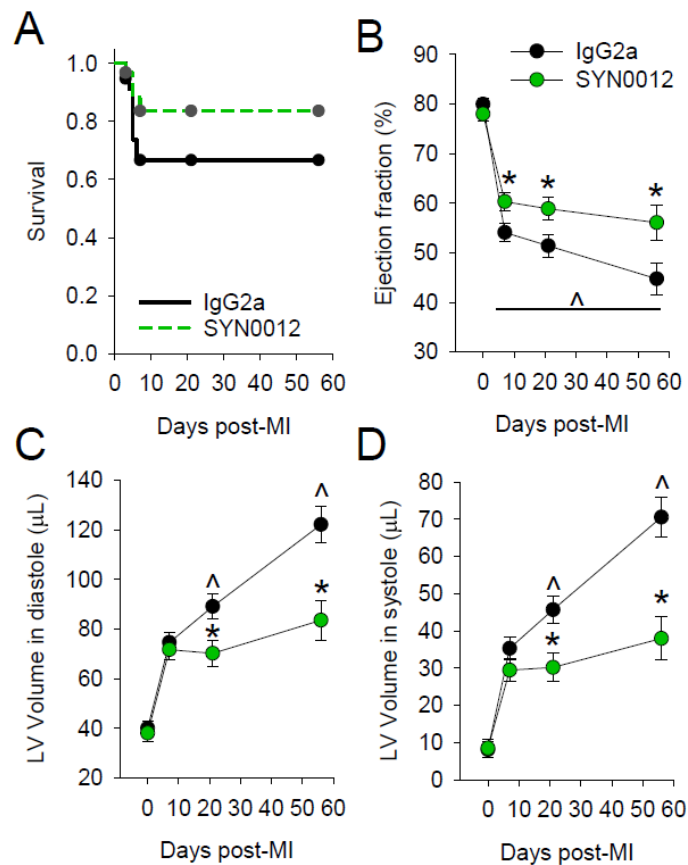 A
1.0
0.8
0.6
0.4
0.2
0.0
Survival
IgG2a
SYN0012
0 10 20 30 40 50 60
Days post-MI
B
IgG2a
SYN0012
90
80
70
60
50
40
30
Ejection fraction (%)
* * *
^
0 10 20 30 40 50 60
Days post-MI
C
140
120
100
80
60
40
20
LV Volume in diastole (μL)
^ ^
* *
0 10 20 30 40 50 60
Days post-MI
D
80
70
60
50
40
30
20
10
0
LV Volume in systole (μL)
^ ^
* *
0 10 20 30 40 50 60
Days post-MI